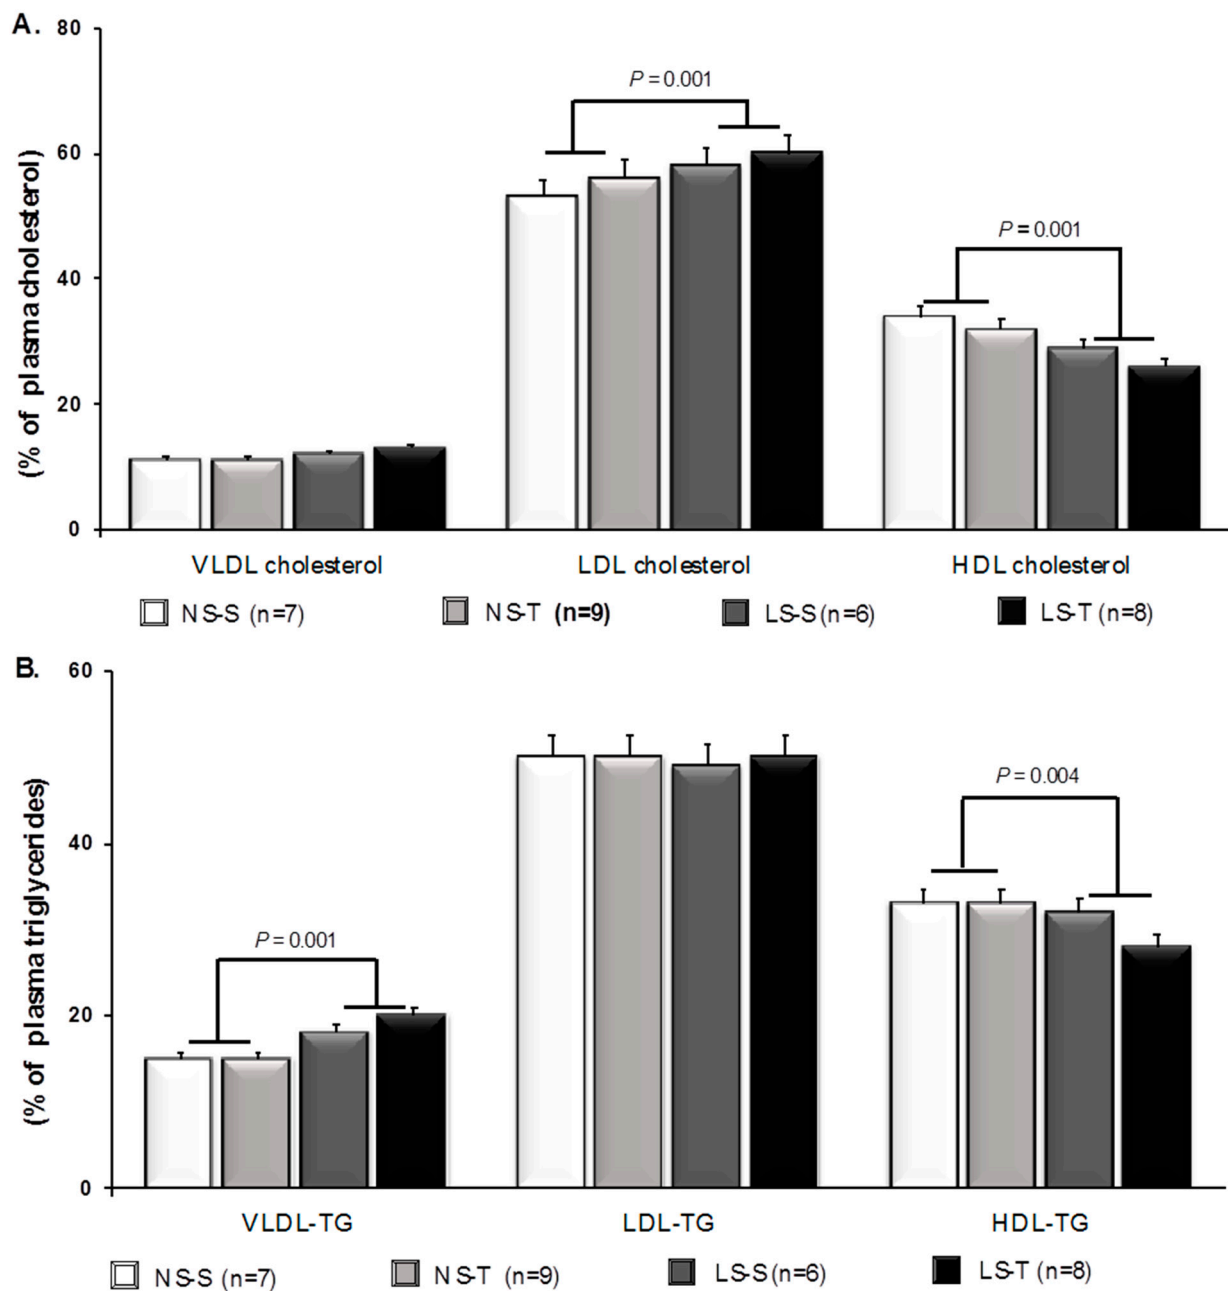 A.
80
60
40
20
0
(% of plasma cholesterol)
P = 0.001
P = 0.001
VLDL cholesterol LDL cholesterol HDL cholesterol
NS-S (n=7) NS-T (n=9) LS-S (n=6) LS-T (n=8)
B.
60
40
20
0
(% of plasma triglycerides)
P = 0.004
P = 0.001
VLDL-TG LDL-TG HDL-TG
NS-S (n=7) NS-T (n=9) LS-S (n=6) LS-T (n=8)